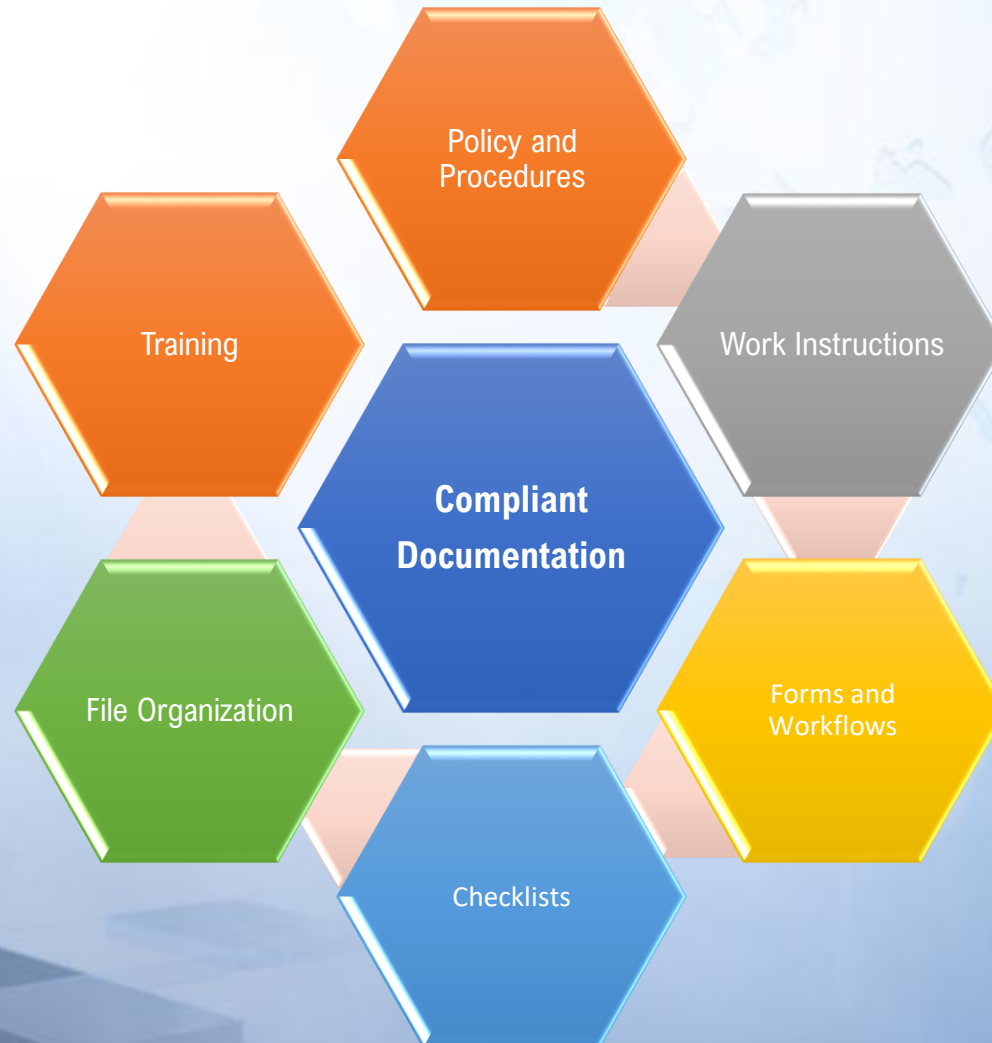 Policy and
Procedures
Training
Work Instructions
Compliant
Documentation
File Organization
Forms and
Workflows
Checklists